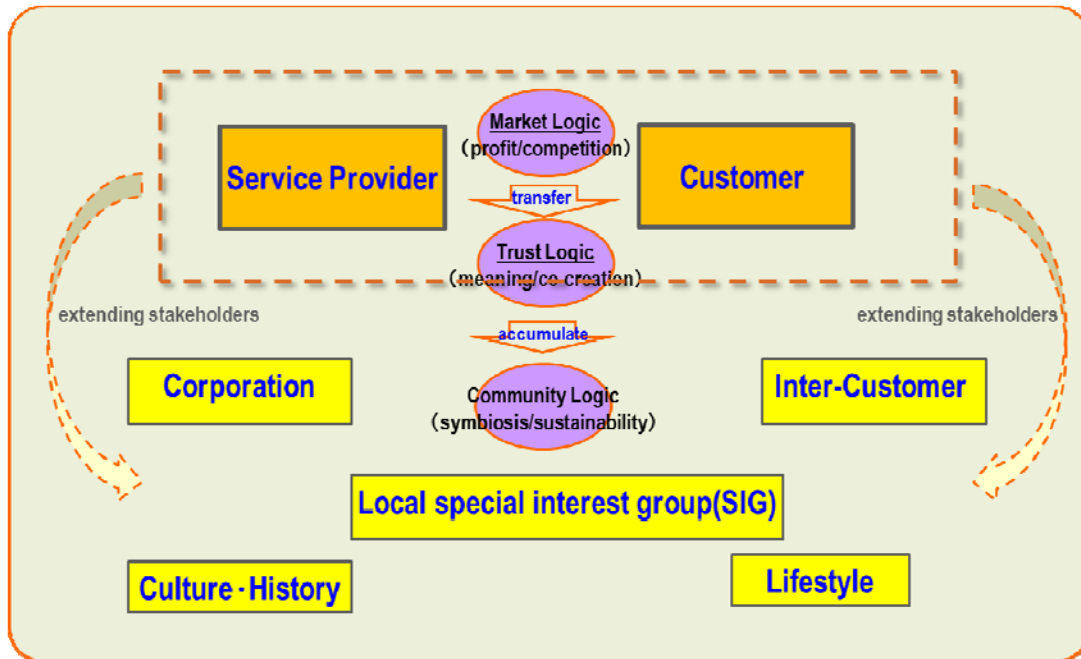 Market Logic
(profit/competition)
Service Provider
Customer
transfer
Trust Logic
(meaning/co creation)
extending stakeholders
extending stakeholders
accumulate
Corporation
Inter-Customer
Community Logic
(symbiosis/sustainability)
Local special interest group(SIG)
Culture・History
Lifestyle